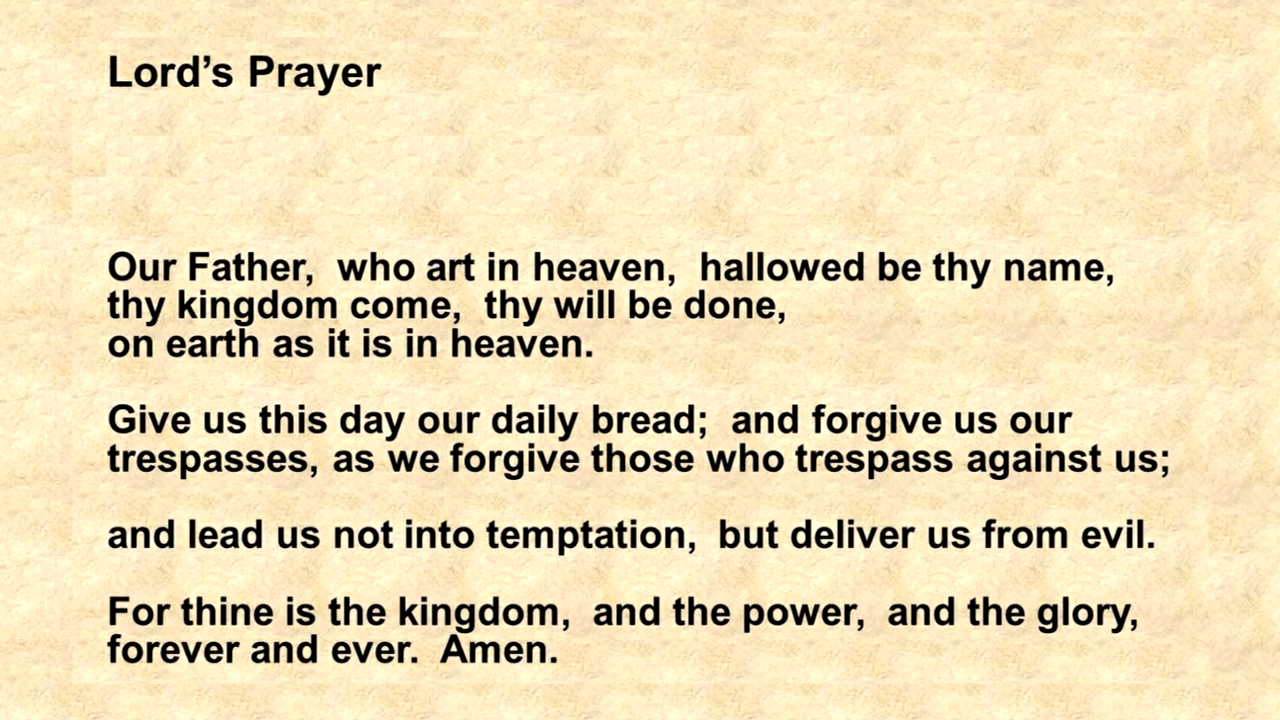 Lord’s Prayer
Our Father,  who art in heaven,  hallowed be thy name,
thy kingdom come,  thy will be done,
on earth as it is in heaven.
Give us this day our daily bread;  and forgive us our
trespasses, as we forgive those who trespass against us;
and lead us not into temptation,  but deliver us from evil.
For thine is the kingdom,  and the power,  and the glory,
forever and ever.  Amen.